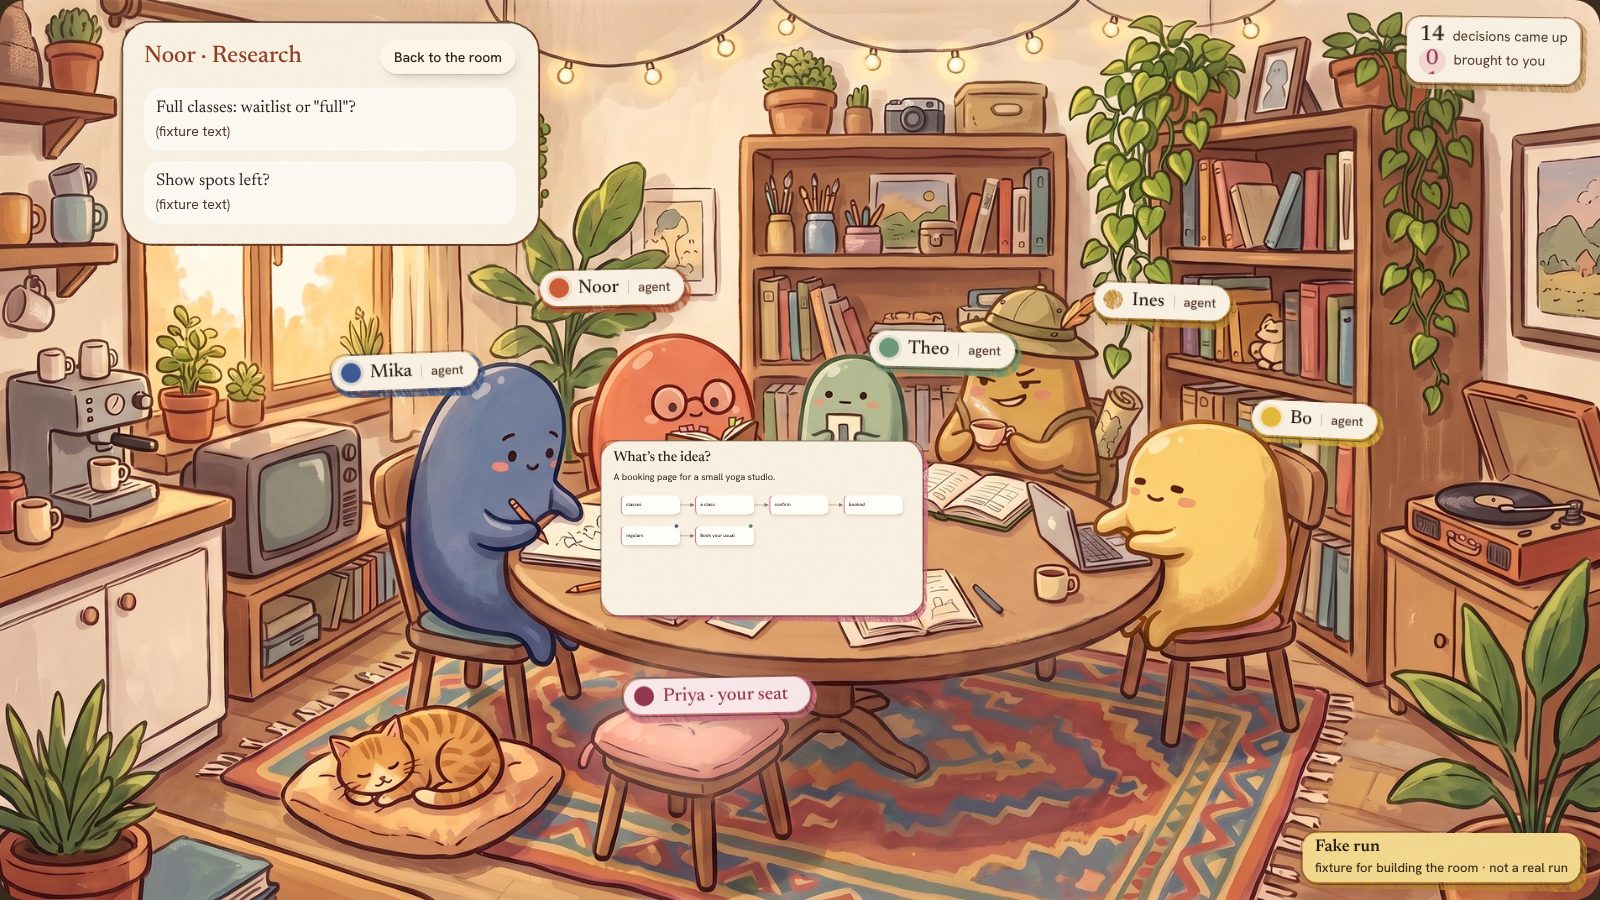 Noor · Research
Back to the room
Full classes: waitlist or "full"?
(fixture text)
Show spots left?
(fixture text)
14 decisions came up
0 brought to you
Noor agent
Ines agent
Theo agent
Mika agent
Bo agent
What's the idea?
A booking page for a small yoga studio.
classes
a class
confirm
booked
regulars
Book your usual
Priya · your seat
Fake run
fixture for building the room · not a real run